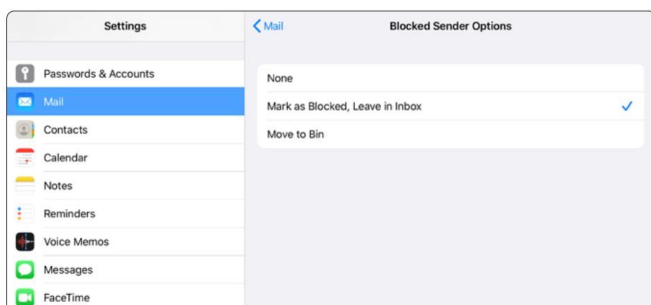 Settings
Passwords & Accounts
Mail
Contacts
Calendar
Notes
Reminders
Voice Memos
Messages
FaceTime
Mail
Blocked Sender Options
None
Mark as Blocked, Leave in Inbox
Move to Bin